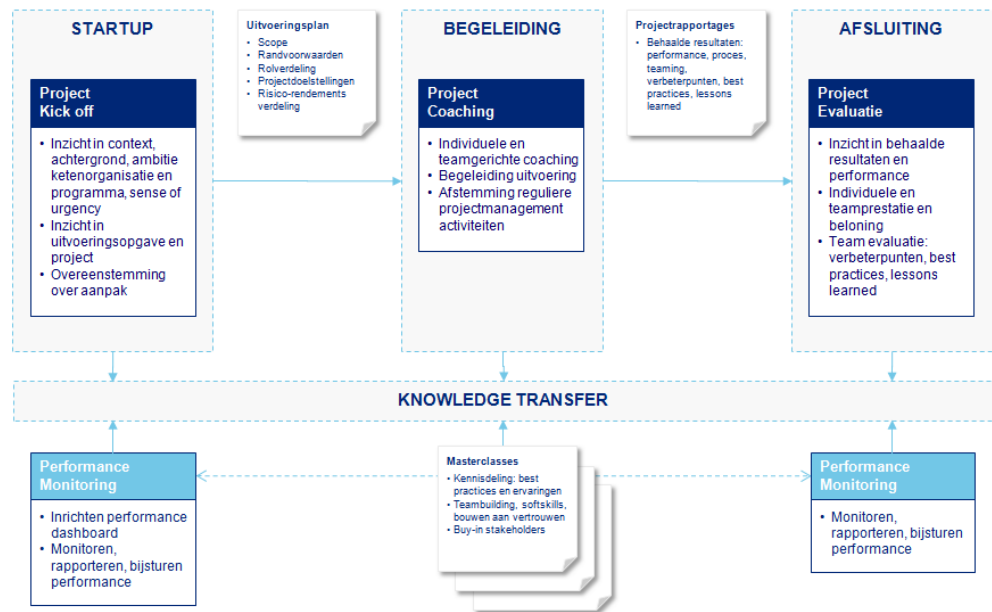 STARTUP
Project
Kick off
• Inzicht in context,
achtergrond, ambitie
ketenorganisatie en
programma, sense of
urgency
• Inzicht in
uitvoeringsopgave en
project
• Overeenstemming
over aanpak
Uitvoeringsplan
• Scope
• Randvoorwaarden
• Rolverdeling
• Projectdoelstellingen
• Risico-rendements
verdeling
BEGELEIDING
Project
Coaching
• Individuele en
teamgerichte coaching
• Begeleiding uitvoering
• Afstemming reguliere
projectmanagement
activiteiten
Projectrapportages
• Behaalde resultaten:
performance, proces,
teaming,
verbeterpunten, best
practices, lessons
learned
AFSLUITING
Project
Evaluatie
• Inzicht in behaalde
resultaten en
performance
• Individuele en
teamprestatie en
beloning
• Team evaluatie:
verbeterpunten, best
practices, lessons
learned
KNOWLEDGE TRANSFER
Performance
Monitoring
• Inrichten performance
dashboard
• Monitoren,
rapporteren, bijsturen
performance
Masterclasses
• Kennisdeling: best
practices en ervaringen
• Teambuilding, softskills,
bouwen aan vertrouwen
• Buy-in stakeholders
Performance
Monitoring
• Monitoren,
rapporteren, bijsturen
performance